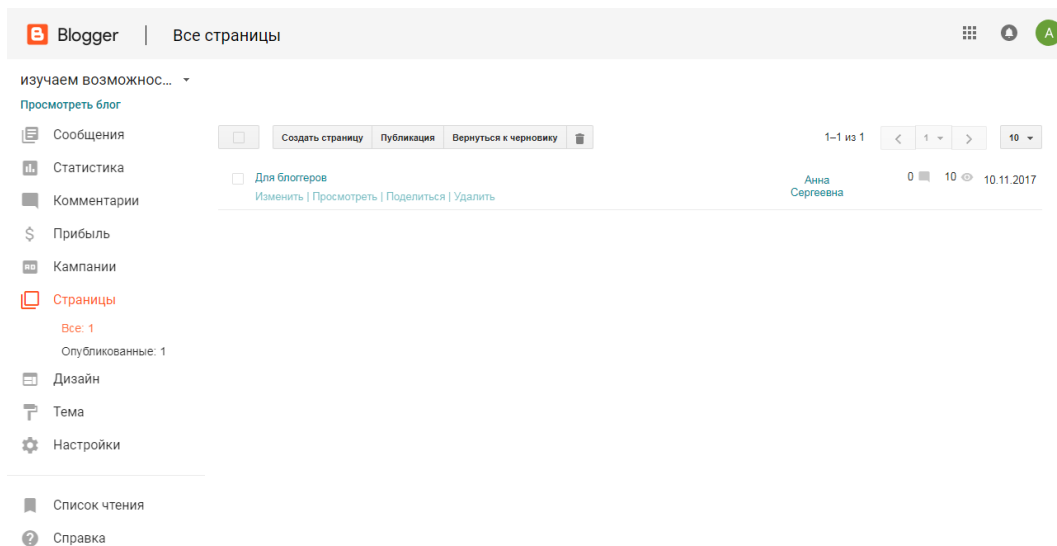 Blogger | Все страницы
A
изучаем возможнос...
Просмотреть блог
Сообщения
Статистика
Комментарии
Прибыль
Кампании
Страницы
Все: 1
Опубликованные: 1
Дизайн
Тема
Настройки
Список чтения
Справка
Создать страницу Публикация Вернуться к черновику 1–1 из 1 < 1 > 10
Для блоггеров
Изменить | Просмотреть | Поделиться | Удалить
Анна
Сергеевна
0 10 10.11.2017